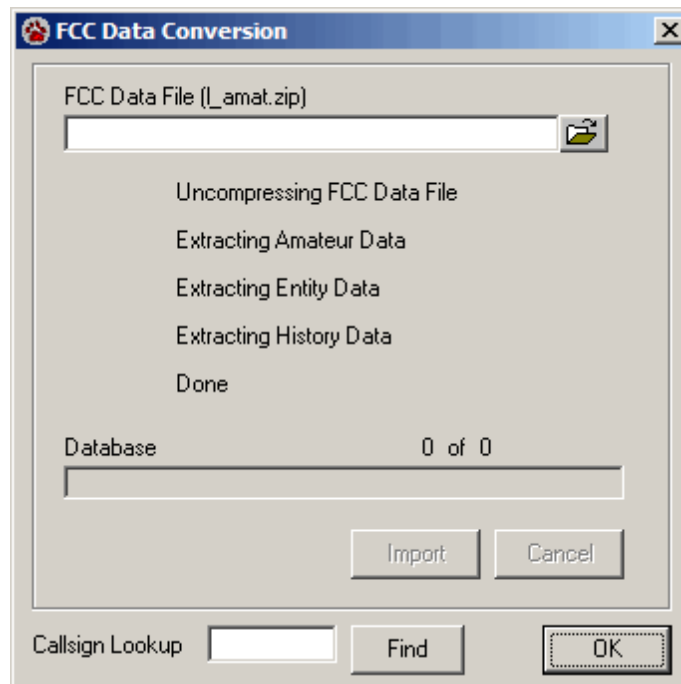 FCC Data Conversion
FCC Data File (l_amat.zip)
Uncompressing FCC Data File
Extracting Amateur Data
Extracting Entity Data
Extracting History Data
Done
Database 0 of 0
Import Cancel
Callsign Lookup Find OK